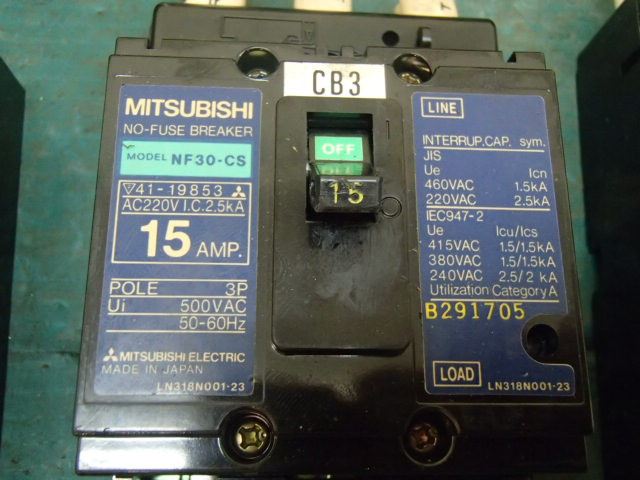 CB3
MITSUBISHI
NO-FUSE BREAKER
MODEL NF30-CS
▽41-19853
AC220V I.C.2.5kA
15 AMP.
POLE 3P
Ui 500VAC
50-60Hz
MITSUBISHI ELECTRIC
MADE IN JAPAN
LN318N001-23
OFF
15
LINE
INTERRUP.CAP. sym.
JIS
Ue Icn
460VAC 1.5kA
220VAC 2.5kA
IEC947-2
Ue Icu/Ics
415VAC 1.5/1.5kA
380VAC 1.5/1.5kA
240VAC 2.5/2 kA
Utilization Category A
B291705
LOAD
LN318N001-23